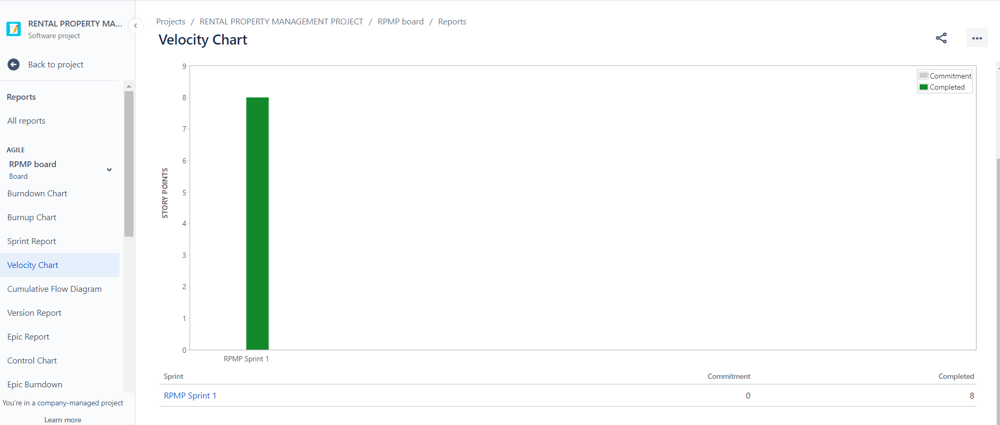 RENTAL PROPERTY MA...
Software project
Back to project
Reports
All reports
AGILE
RPMP board
Board
Burndown Chart
Burnup Chart
Sprint Report
Velocity Chart
Cumulative Flow Diagram
Version Report
Epic Report
Control Chart
Epic Burndown
You're in a company-managed project
Learn more
Projects / RENTAL PROPERTY MANAGEMENT PROJECT / RPMP board / Reports
Velocity Chart
Commitment
Completed
STORY POINTS
9
8
7
6
5
4
3
2
1
0
RPMP Sprint 1
Sprint Commitment Completed
RPMP Sprint 1 0 8